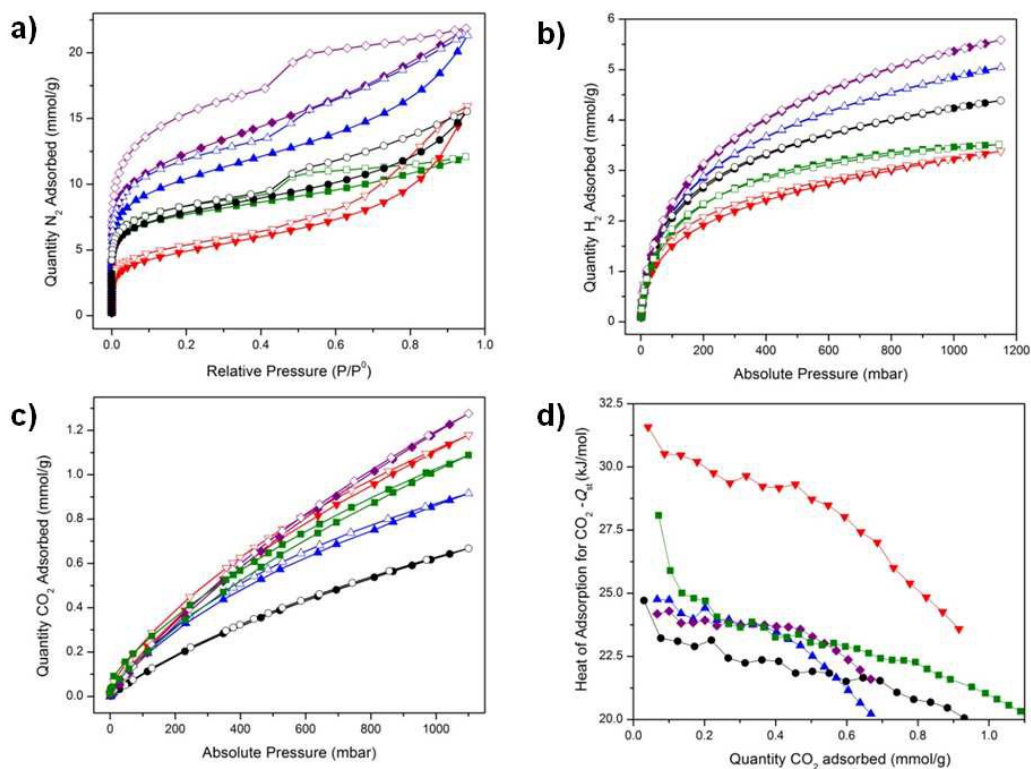 a)
Quantity N2 Adsorbed (mmol/g)
20
15
10
5
0
0.0 0.2 0.4 0.6 0.8 1.0
Relative Pressure (P/P0)
b)
Quantity H2 Adsorbed (mmol/g)
6
5
4
3
2
1
0
0 200 400 600 800 1000 1200
Absolute Pressure (mbar)
c)
Quantity CO2 Adsorbed (mmol/g)
1.2
1.0
0.8
0.6
0.4
0.2
0.0
0 200 400 600 800 1000
Absolute Pressure (mbar)
d)
Heat of Adsorption for CO2 -Qst (kJ/mol)
32.5
30.0
27.5
25.0
22.5
20.0
0.0 0.2 0.4 0.6 0.8 1.0
Quantity CO2 adsorbed (mmol/g)